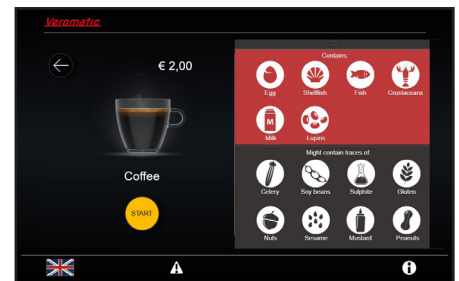 Veromatic
€ 2,00
Coffee
START
Contains:
Egg
Shellfish
Fish
Crustaceans
M
Milk
Lupins
Might contain traces of:
Celery
Soy beans
Sulphite
Gluten
Nuts
Sesame
Mustard
Peanuts